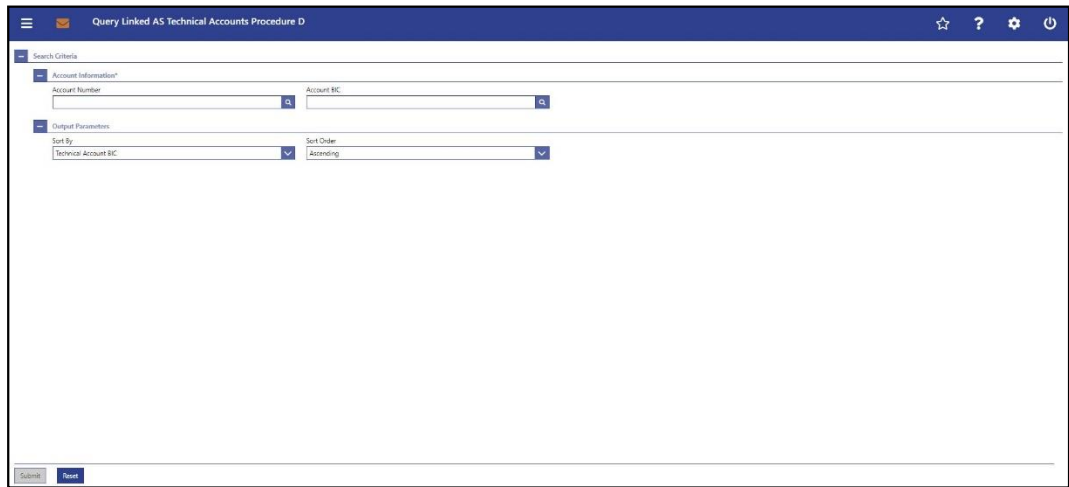 Query Linked AS Technical Accounts Procedure D
Search Criteria
Account Information*
Account Number Account BIC
Output Parameters
Sort By Sort Order
Technical Account BIC Ascending
Submit Reset